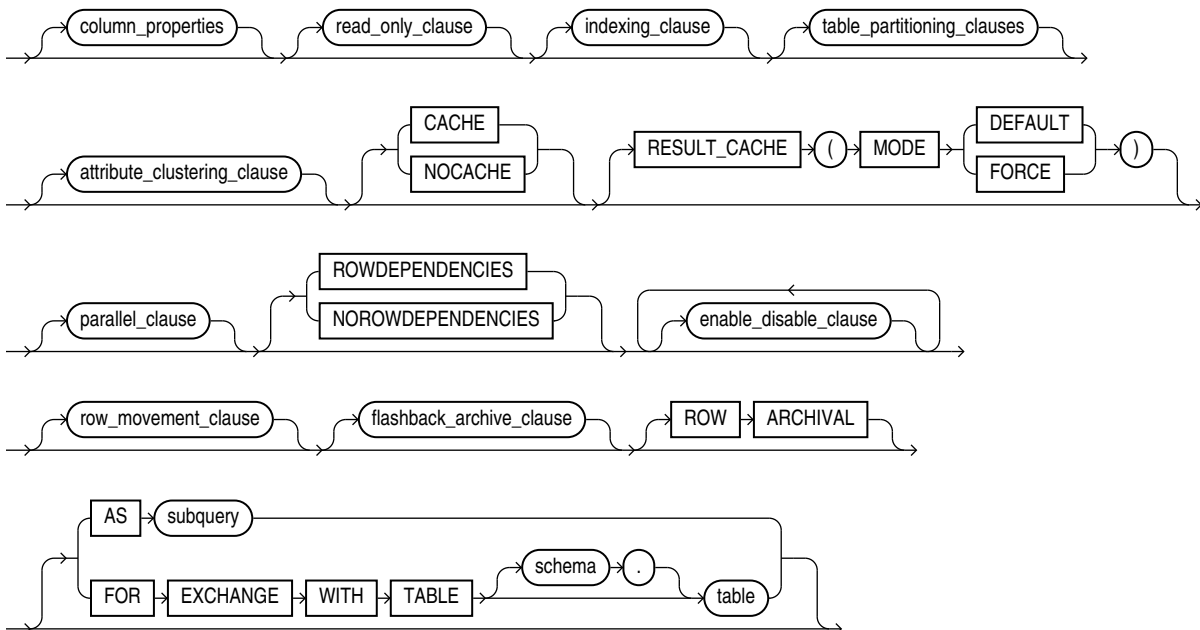 column_properties read_only_clause indexing_clause table_partitioning_clauses
CACHE DEFAULT
attribute_clustering_clause NOCACHE RESULT_CACHE ( MODE FORCE )
ROWDEPENDENCIES
parallel_clause NOROWDEPENDENCIES enable_disable_clause
row_movement_clause flashback_archive_clause ROW ARCHIVAL
AS subquery
schema .
FOR EXCHANGE WITH TABLE table